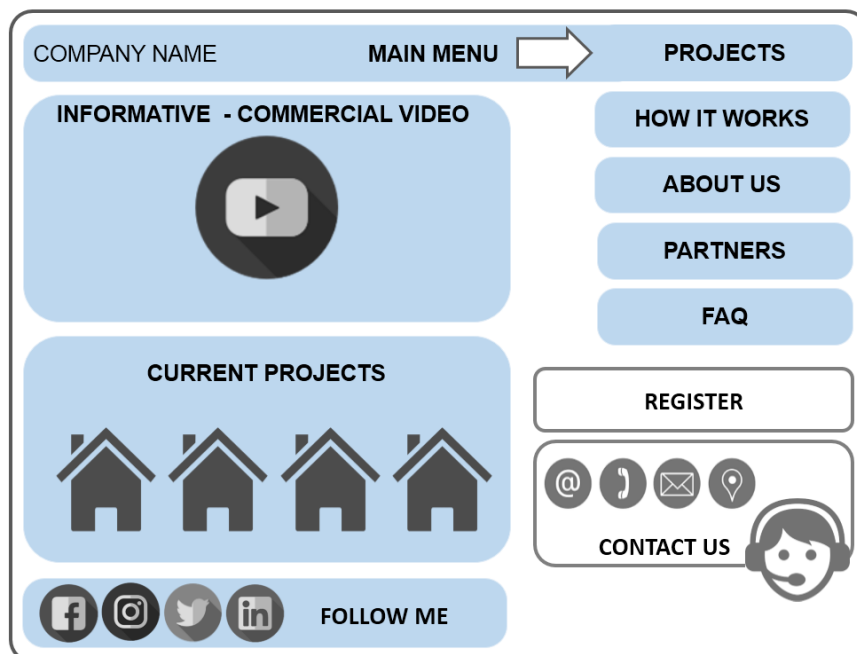 COMPANY NAME
MAIN MENU
PROJECTS
INFORMATIVE - COMMERCIAL VIDEO
HOW IT WORKS
ABOUT US
PARTNERS
FAQ
CURRENT PROJECTS
REGISTER
@
CONTACT US
f
in
FOLLOW ME